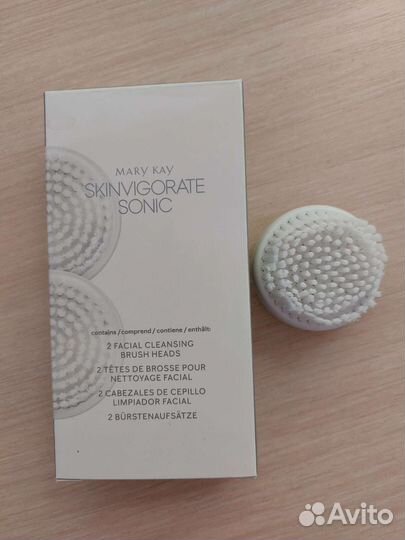 MARY KAY
SKINVIGORATE
SONIC
contains / comprend / contiene / enthält:
2 FACIAL CLEANSING
BRUSH HEADS
2 TÊTES DE BROSSE POUR
NETTOYAGE FACIAL
2 CABEZALES DE CEPILLO
LIMPIADOR FACIAL
2 BÜRSTENAUFSÄTZE
Avito